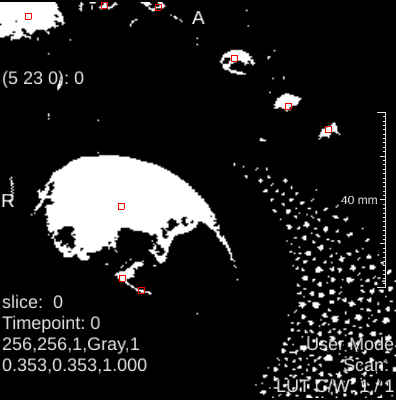 A
(5 23 0): 0
R
40 mm
slice: 0
Timepoint: 0
256,256,1,Gray,1
0.353,0.353,1.000
User Mode
Scan:
LUT C/W: 1 / 1